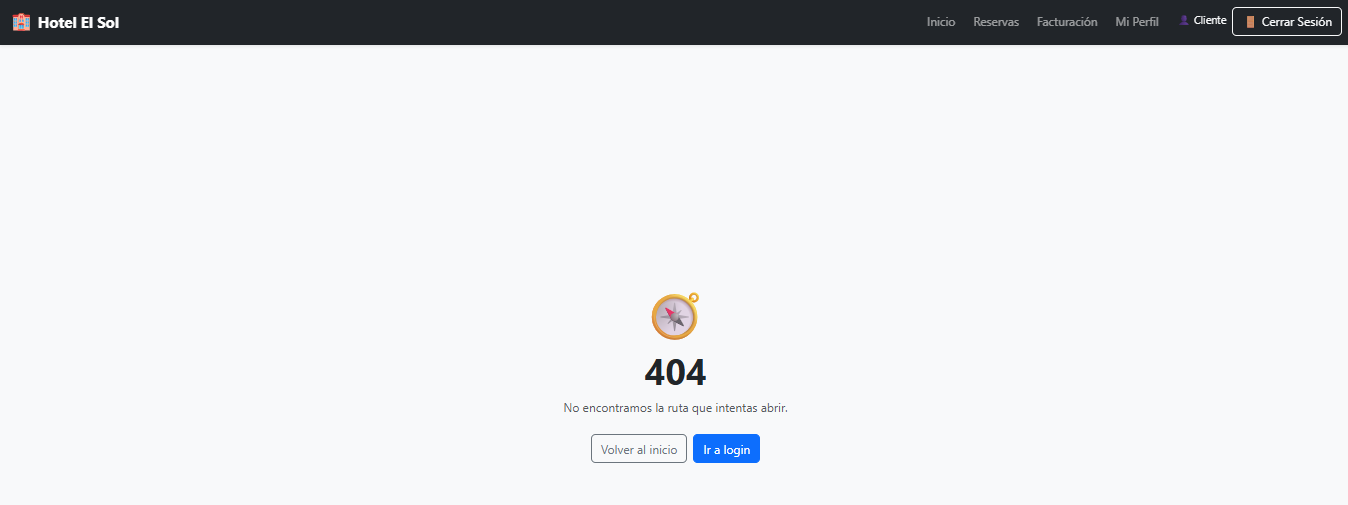 Hotel El Sol
Inicio Reservas Facturación Mi Perfil Cliente Cerrar Sesión
404
No encontramos la ruta que intentas abrir.
Volver al inicio Ir a login